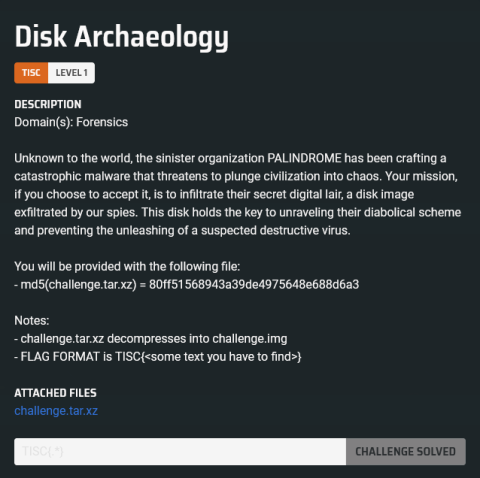 Disk Archaeology
TISC LEVEL 1
DESCRIPTION
Domain(s): Forensics
Unknown to the world, the sinister organization PALINDROME has been crafting a
catastrophic malware that threatens to plunge civilization into chaos. Your mission,
if you choose to accept it, is to infiltrate their secret digital lair, a disk image
exfiltrated by our spies. This disk holds the key to unraveling their diabolical scheme
and preventing the unleashing of a suspected destructive virus.
You will be provided with the following file:
- md5(challenge.tar.xz) = 80ff51568943a39de4975648e688d6a3
Notes:
- challenge.tar.xz decompresses into challenge.img
- FLAG FORMAT is TISC{<some text you have to find>}
ATTACHED FILES
challenge.tar.xz
TISC{.*} CHALLENGE SOLVED